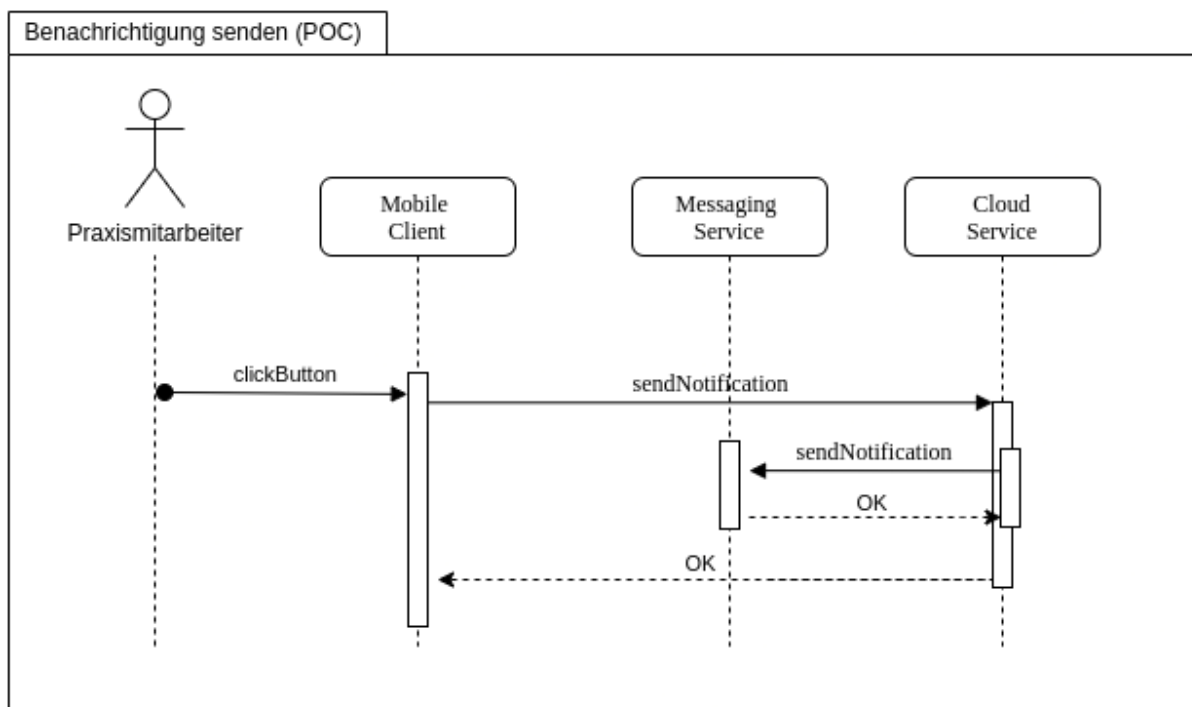 Benachrichtigung senden (POC)
Praxismitarbeiter
Mobile
Client
Messaging
Service
Cloud
Service
clickButton
sendNotification
sendNotification
OK
OK